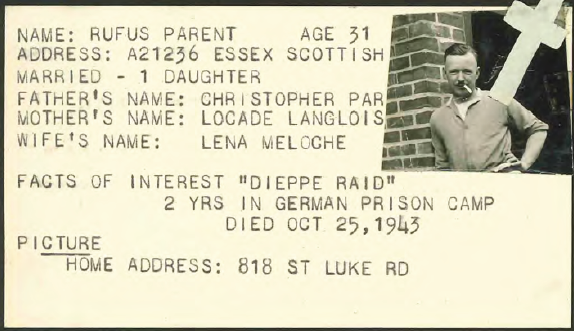 NAME: RUFUS PARENT AGE 31
ADDRESS: A21236 ESSEX SCOTTISH
MARRIED - 1 DAUGHTER
FATHER'S NAME: CHRISTOPHER PAR
MOTHER'S NAME: LOCADE LANGLOIS
WIFE'S NAME: LENA MELOCHE
FACTS OF INTEREST "DIEPPE RAID"
2 YRS IN GERMAN PRISON CAMP
DIED OCT 25,1943
PICTURE
HOME ADDRESS: 818 ST LUKE RD